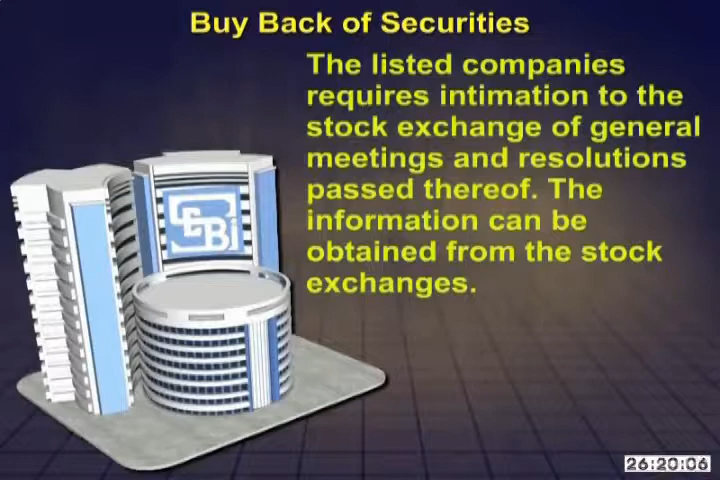 Buy Back of Securities
The listed companies
requires intimation to the
stock exchange of general
meetings and resolutions
passed thereof. The
information can be
obtained from the stock
exchanges.
SEBi
26:20:06